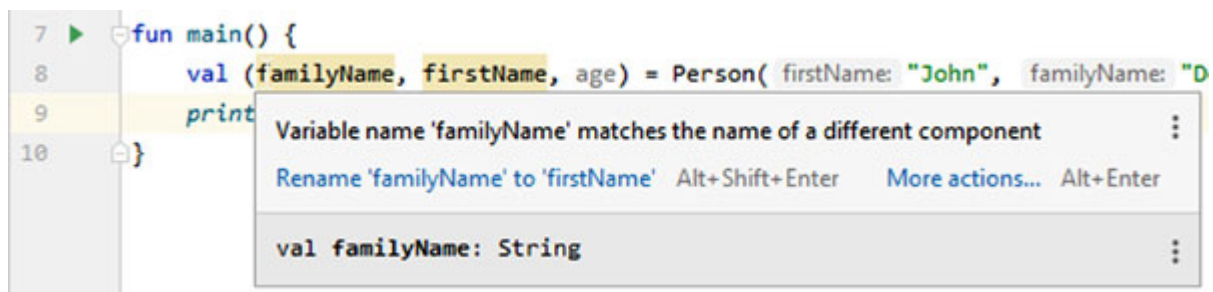 7 fun main() {
8 val (familyName, firstName, age) = Person( firstName: "John", familyName: "D
9 print
Variable name 'familyName' matches the name of a different component
Rename 'familyName' to 'firstName' Alt+Shift+Enter More actions... Alt+Enter
10 }
val familyName: String